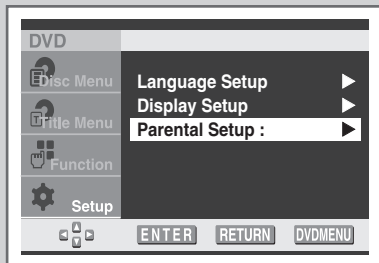 DVD
Disc Menu
Title Menu
Function
Setup
Language Setup
Display Setup
Parental Setup :
ENTER RETURN DVDMENU